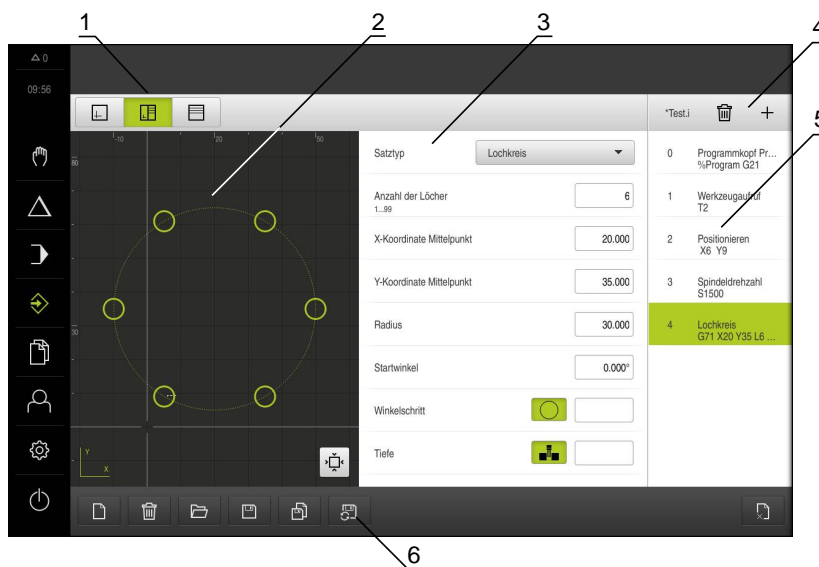 1
2
3
4
5
△ 0
09:56
-10
20
50
80
30
Y
X
Satztyp
Lochkreis
Anzahl der Löcher
1...99
6
X-Koordinate Mittelpunkt
20.000
Y-Koordinate Mittelpunkt
35.000
Radius
30.000
Startwinkel
0.000°
Winkelschritt
Tiefe
*Test.i
0 Programmkopf Pr...
%Program G21
1 Werkzeugaufruf
T2
2 Positionieren
X6 Y9
3 Spindeldrehzahl
S1500
4 Lochkreis
G71 X20 Y35 L6 ...
6